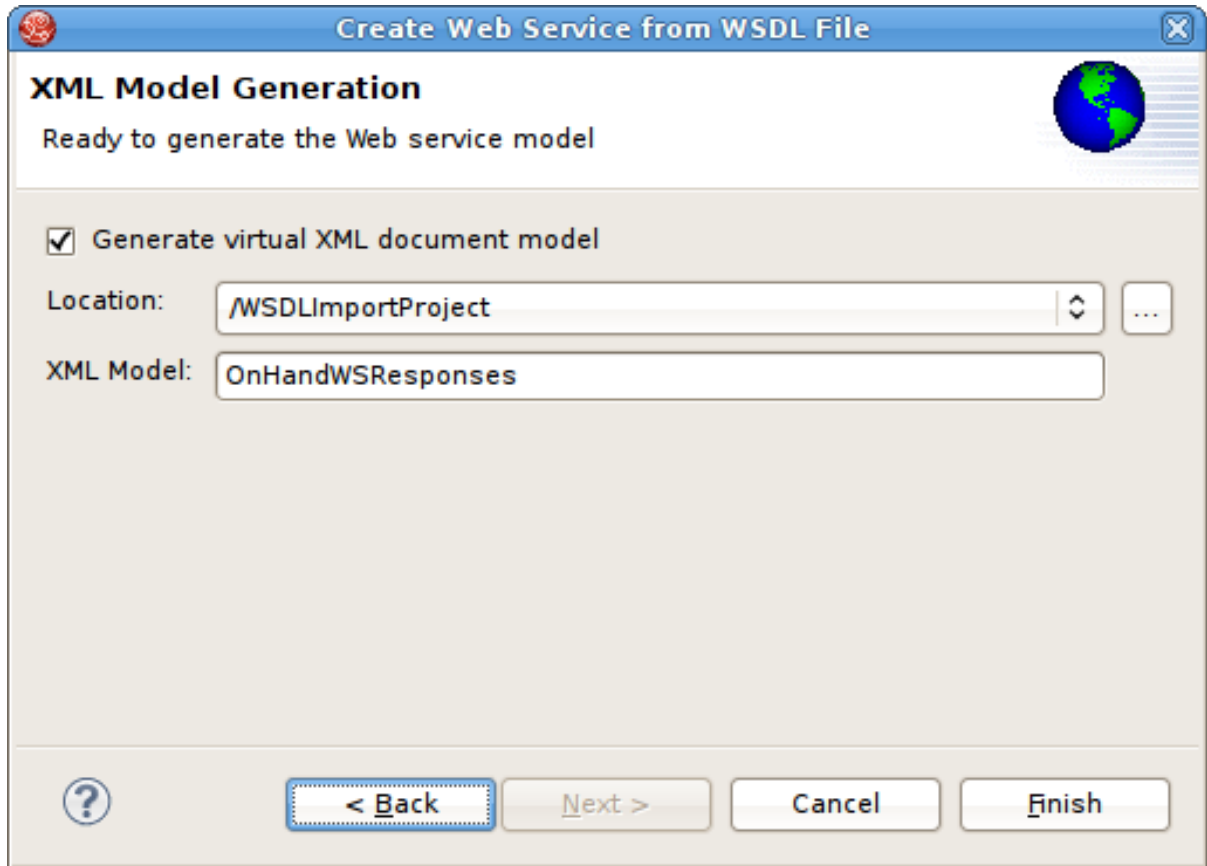 Create Web Service from WSDL File
XML Model Generation
Ready to generate the Web service model
Generate virtual XML document model
Location: /WSDLImportProject ...
XML Model: OnHandWSResponses
? < Back Next > Cancel Finish